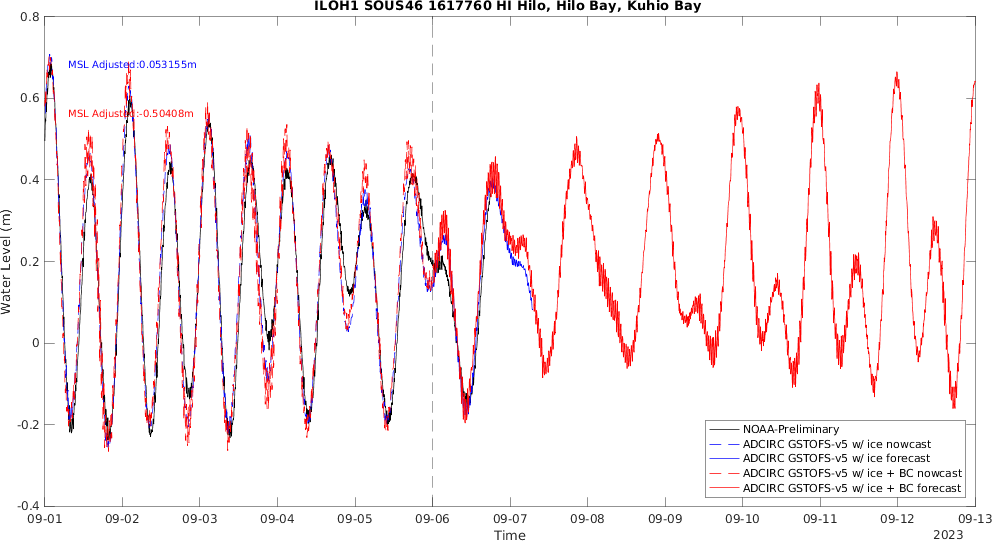 ILOH1 SOUS46 1617760 HI Hilo, Hilo Bay, Kuhio Bay
Water Level (m)
0.8
0.6
0.4
0.2
0
-0.2
-0.4
MSL Adjusted:0.053155m
MSL Adjusted:-0.50408m
NOAA-Preliminary
ADCIRC GSTOFS-v5 w/ ice nowcast
ADCIRC GSTOFS-v5 w/ ice forecast
ADCIRC GSTOFS-v5 w/ ice + BC nowcast
ADCIRC GSTOFS-v5 w/ ice + BC forecast
09-01 09-02 09-03 09-04 09-05 09-06 09-07 09-08 09-09 09-10 09-11 09-12 09-13
Time
2023